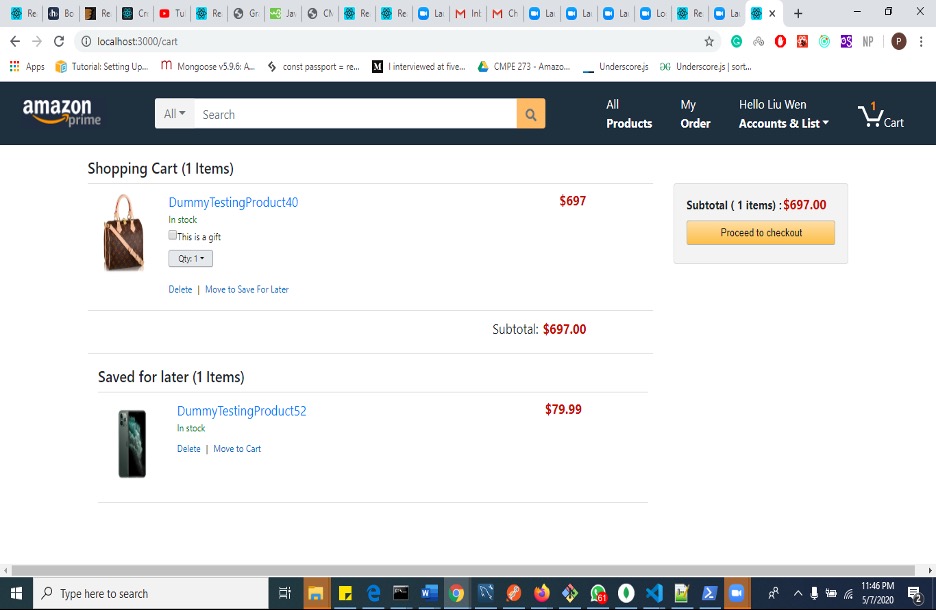 Re
Bo
Re
Cr
Tu
Re
Gr
Ja
CM
Re
Re
La
Inl
Ch
La
La
La
Lo
Re
La
localhost:3000/cart
NP
P
Apps
Tutorial: Setting Up...
Mongoose v5.9.6: A...
const passport = re...
I interviewed at five...
CMPE 273 - Amazo...
Underscore.js
Underscore.js | sort...
amazon
prime
All
Search
All
Products
My
Order
Hello Liu Wen
Accounts & List
1
Cart
Shopping Cart (1 Items)
DummyTestingProduct40
$697
In stock
This is a gift
Qty: 1
Delete | Move to Save For Later
Subtotal: $697.00
Subtotal ( 1 items) :$697.00
Proceed to checkout
Saved for later (1 Items)
DummyTestingProduct52
$79.99
In stock
Delete | Move to Cart
Type here to search
61
11:46 PM
5/7/2020
2